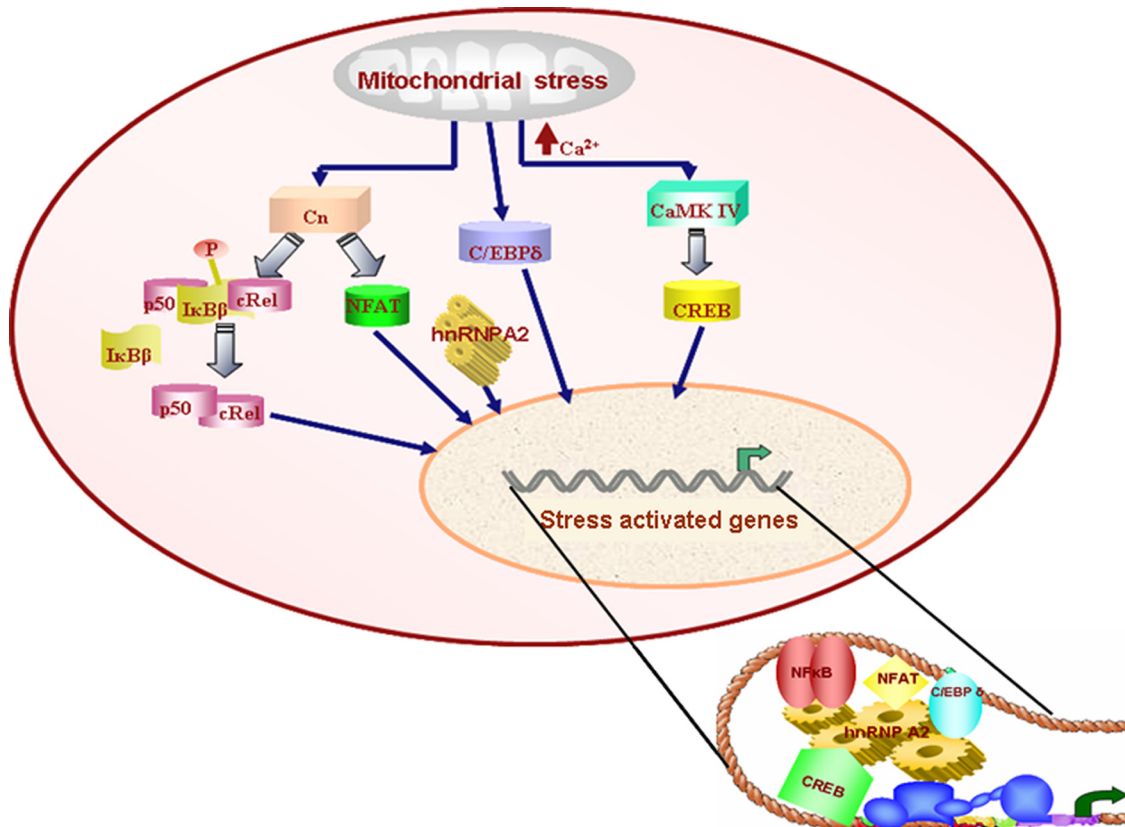 Mitochondrial stress
Ca²⁺
Cn
CaMK IV
C/EBPδ
P
p50
IκBβ
cRel
NFAT
CREB
hnRNPA2
IκBβ
p50
cRel
Stress activated genes
NFκB
NFAT
C/EBP δ
hnRNP A2
CREB